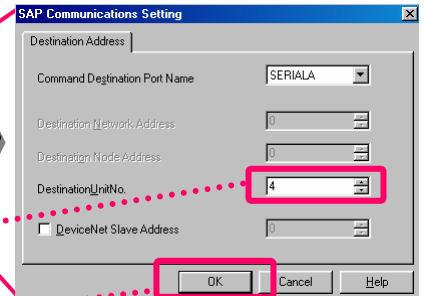 SAP Communications Setting
Destination Address
Command Destination Port Name SERIALA
Destination Network Address 0
Destination Node Address 0
DestinationUnitNo. 4
DeviceNet Slave Address 0
OK Cancel Help